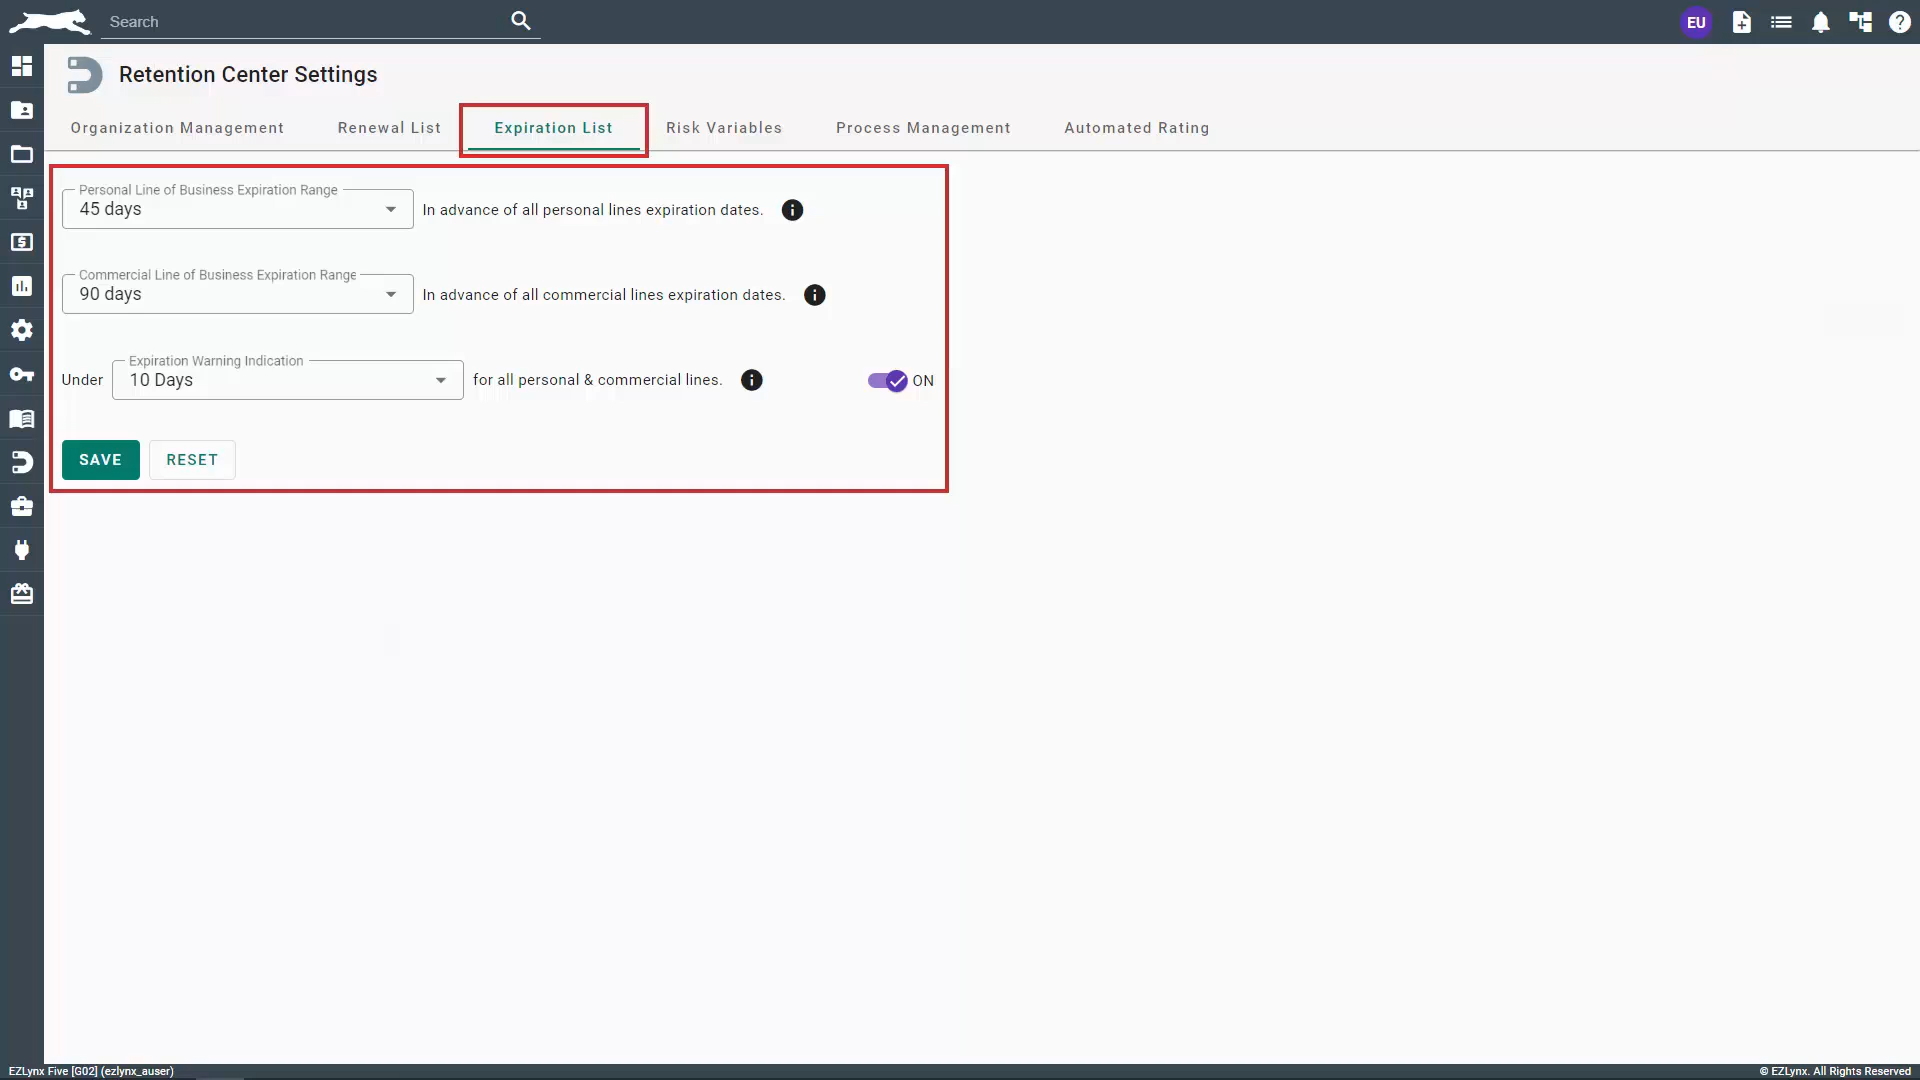 Search
EU
Retention Center Settings
Organization Management Renewal List Expiration List Risk Variables Process Management Automated Rating
Personal Line of Business Expiration Range
45 days In advance of all personal lines expiration dates.
Commercial Line of Business Expiration Range
90 days In advance of all commercial lines expiration dates.
Expiration Warning Indication
Under 10 Days for all personal & commercial lines. ON
SAVE RESET
EZLynx Five [G02] (ezlynx_auser) © EZLynx. All Rights Reserved